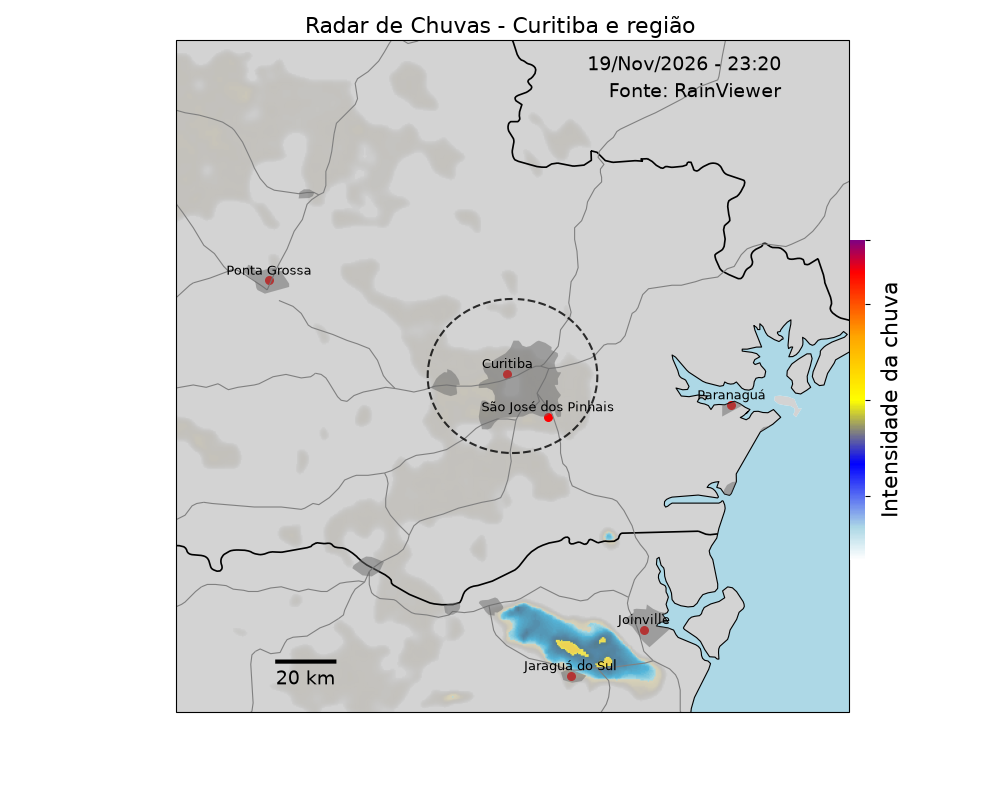 Radar de Chuvas - Curitiba e região
19/Nov/2026 - 23:20
Fonte: RainViewer
Ponta Grossa
Curitiba
São José dos Pinhais
Paranaguá
Intensidade da chuva
Joinville
Jaraguá do Sul
20 km